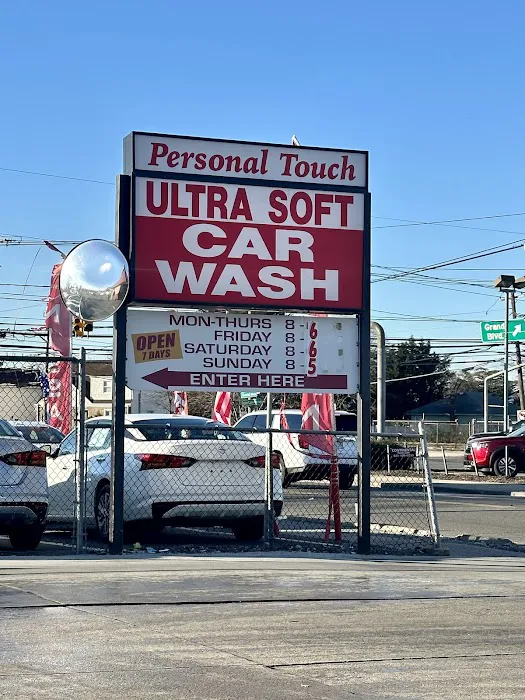 Personal Touch
ULTRA SOFT
CAR
WASH
OPEN
7 DAYS
MON-THURS 8 - 6
FRIDAY 8 - 6
SATURDAY 8 - 6
SUNDAY 8 - 5
ENTER HERE
Grand
Blvd